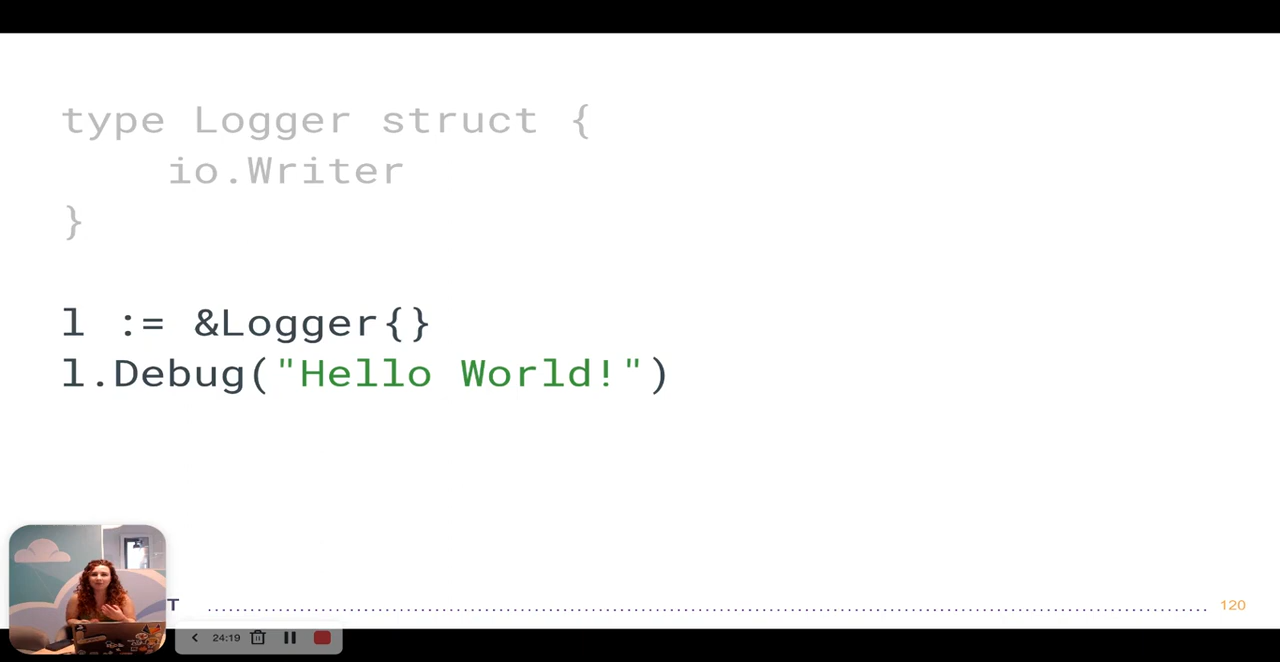 type Logger struct {
    io.Writer
}
l := &Logger{}
l.Debug("Hello World!")
T
120
24:19